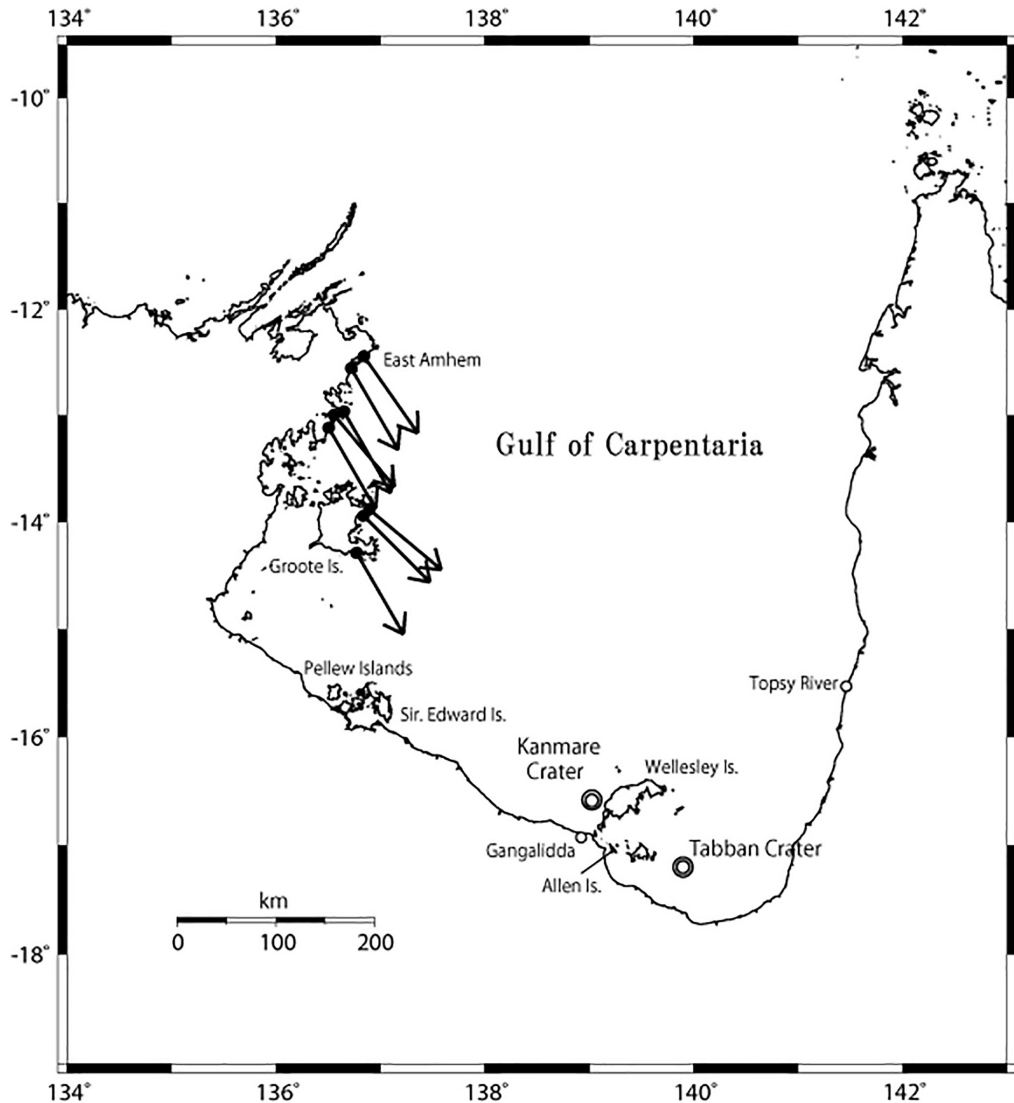 134° 136° 138° 140° 142°
-10°
-12°
East Amhem
Gulf of Carpentaria
-14°
Groote Is.
Pellew Islands
Topsy River
Sir. Edward Is.
-16°
Kanmare
Crater
Wellesley Is.
Gangalidda
Tabban Crater
Allen Is.
km
0 100 200
-18°
134° 136° 138° 140° 142°